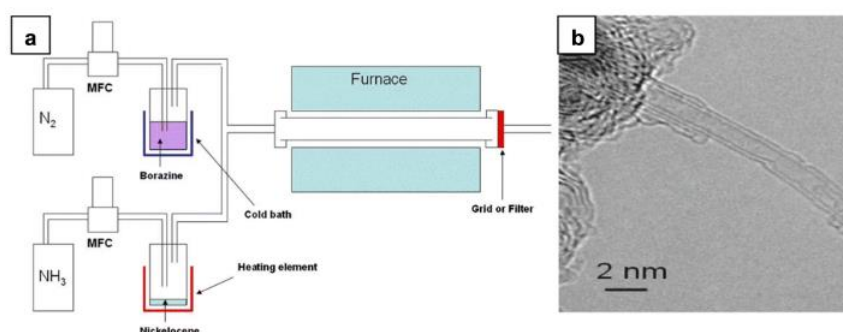 a
b
Furnace
MFC
N2
Borazine
Cold bath
Grid or Filter
MFC
NH3
Heating element
Nickelocene
2 nm